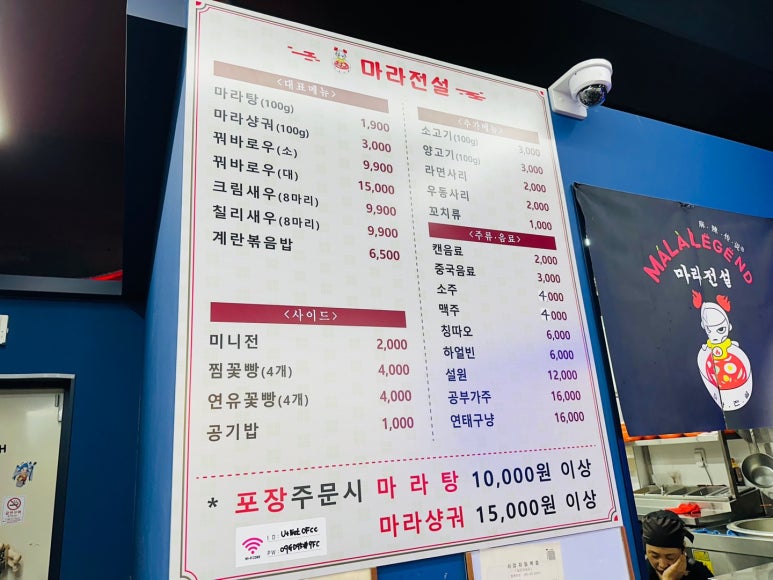 마라전설
<대표메뉴>
마라탕(100g) 1,900
마라샹궈(100g) 3,000
꿔바로우(소) 9,900
꿔바로우(대) 15,000
크림새우(8마리) 9,900
칠리새우(8마리) 9,900
계란볶음밥 6,500
<사이드>
미니전 2,000
찜꽃빵(4개) 4,000
연유꽃빵(4개) 4,000
공기밥 1,000
<추가메뉴>
소고기(100g) 3,000
양고기(100g) 3,000
라면사리 2,000
우동사리 2,000
꼬치류 1,000
<주류·음료>
캔음료 2,000
중국음료 3,000
소주 4,000
맥주 4,000
칭따오 6,000
하얼빈 6,000
설원 12,000
공부가주 16,000
연태구냥 16,000
* 포장주문시 마라탕 10,000원 이상
마라샹궈 15,000원 이상
ID:
PW:
MALALEGEND
마라전설